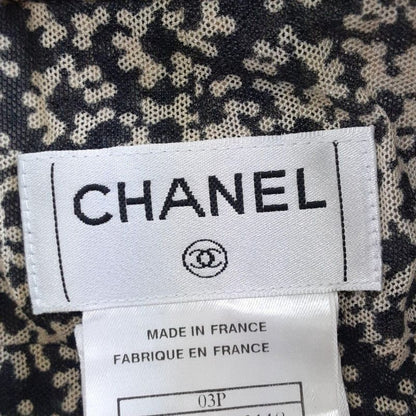 CHANEL
MADE IN FRANCE
FABRIQUE EN FRANCE
03P